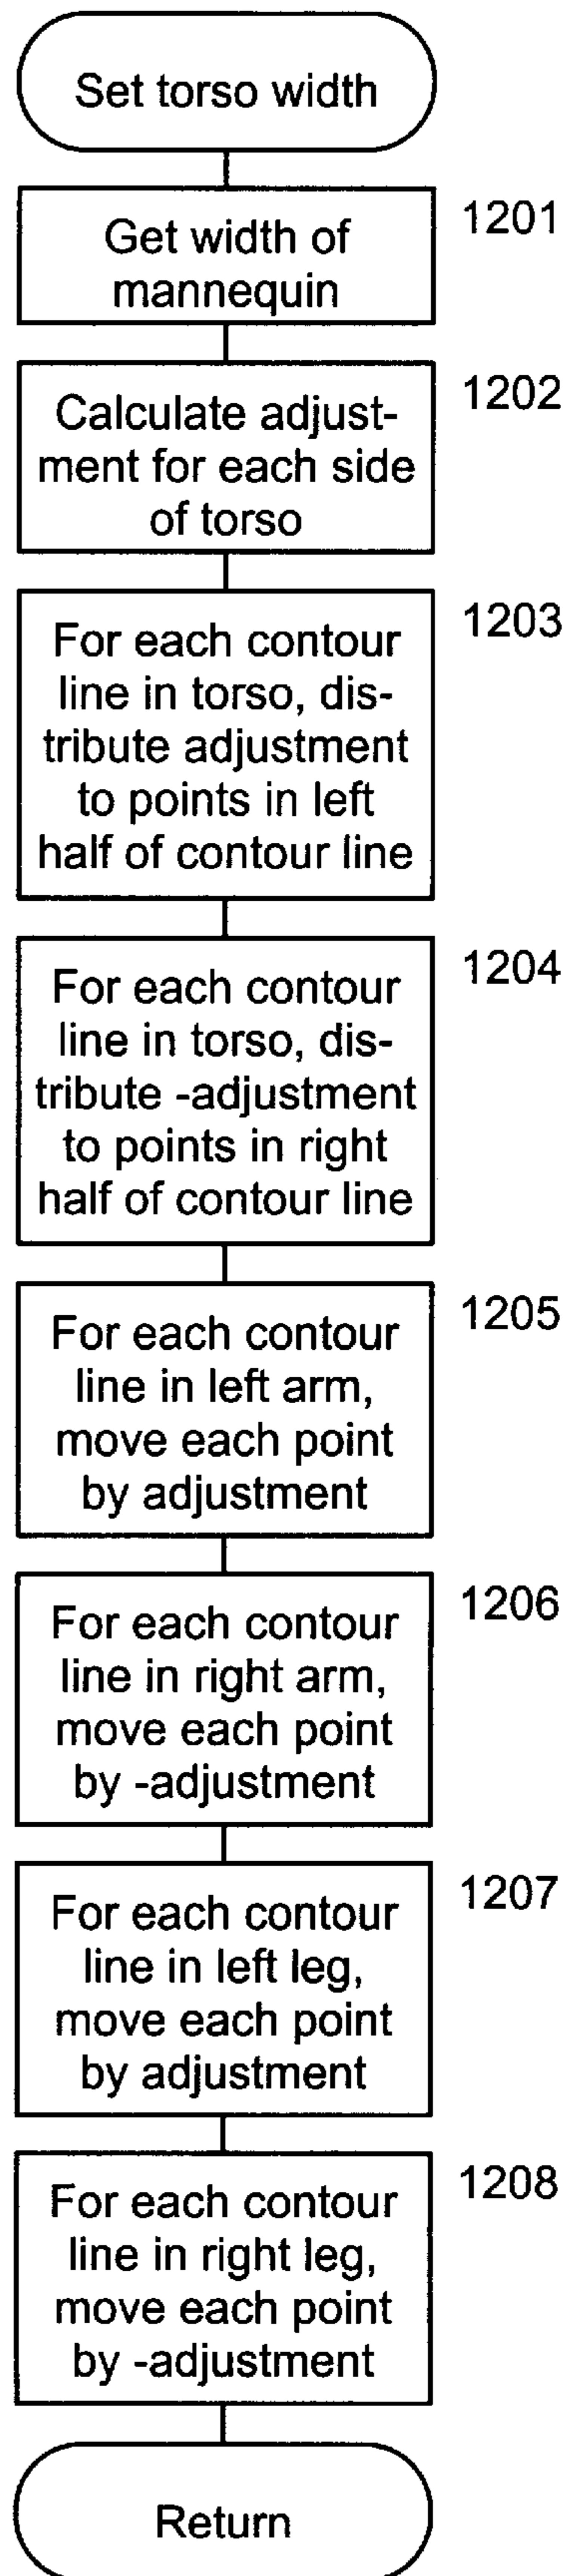 Set torso width
Get width of
mannequin
1201
Calculate adjust-
ment for each side
of torso
1202
For each contour
line in torso, dis-
tribute adjustment
to points in left
half of contour line
1203
For each contour
line in torso, dis-
tribute -adjustment
to points in right
half of contour line
1204
For each contour
line in left arm,
move each point
by adjustment
1205
For each contour
line in right arm,
move each point
by -adjustment
1206
For each contour
line in left leg,
move each point
by adjustment
1207
For each contour
line in right leg,
move each point
by -adjustment
1208
Return